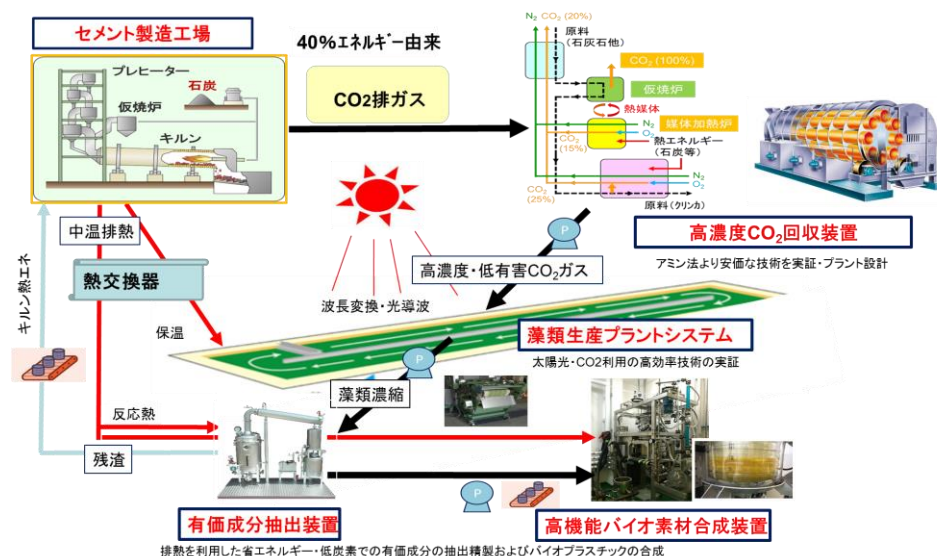 セメント製造工場
プレヒーター
石炭
仮焼炉
キルン
40%エネルギー由来
CO2排ガス
N2 CO2 (20%)
原料
(石灰石他)
CO2 (100%)
仮焼炉
熱媒体
媒体加熱炉
N2
O2
CO2
(15%)
熱エネルギー
(石炭等)
N2
O2
CO2
(25%)
原料(クリンカ)
高濃度CO2回収装置
アミン法より安価な技術を実証・プラント設計
中温排熱
熱交換器
キルン熱エネ
保温
波長変換・光導波
P
高濃度・低有害CO2ガス
藻類生産プラントシステム
太陽光・CO2利用の高効率技術の実証
P
藻類濃縮
反応熱
残渣
P
有価成分抽出装置
高機能バイオ素材合成装置
排熱を利用した省エネルギー・低炭素での有価成分の抽出精製およびバイオプラスチックの合成